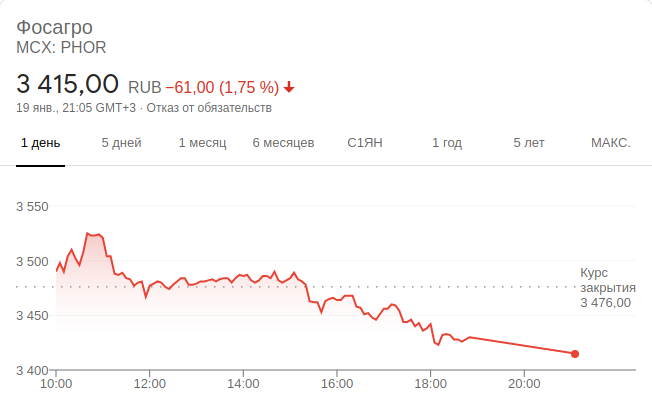 Фосагро
MCX: PHOR
3 415,00 RUB −61,00 (1,75 %)
19 янв., 21:05 GMT+3 · Отказ от обязательств
1 день 5 дней 1 месяц 6 месяцев С1ЯН 1 год 5 лет МАКС.
3 550
3 500
Курс
закрытия
3 476,00
3 450
3 400
10:00 12:00 14:00 16:00 18:00 20:00